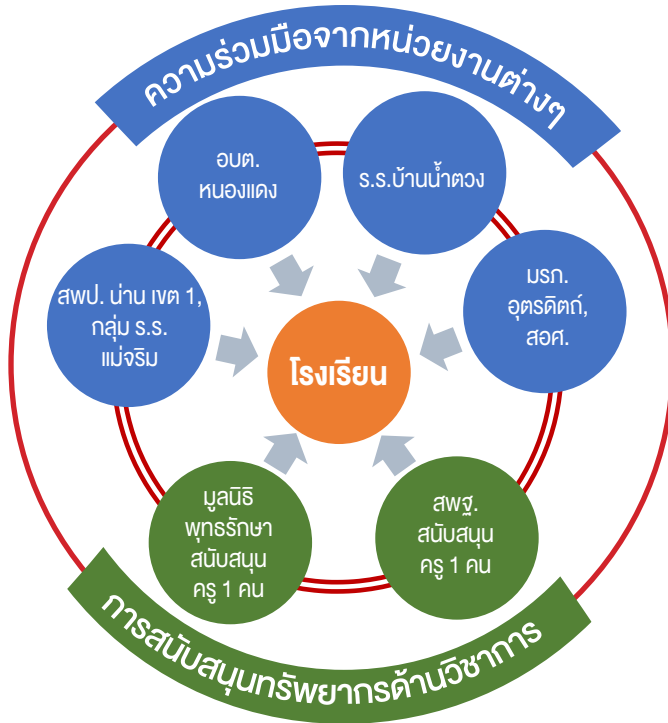 ความร่วมมือจากหน่วยงานต่างๆ
อบต.
หนองแดง
ร.ร.บ้านน้ำตวง
สพป. น่าน เขต 1,
กลุ่ม ร.ร.
แม่จริม
มรภ.
อุตรดิตถ์,
สอศ.
โรงเรียน
มูลนิธิ
พุทธรักษา
สนับสนุน
ครู 1 คน
สพฐ.
สนับสนุน
ครู 1 คน
การสนับสนุนทรัพยากรด้านวิชาการ